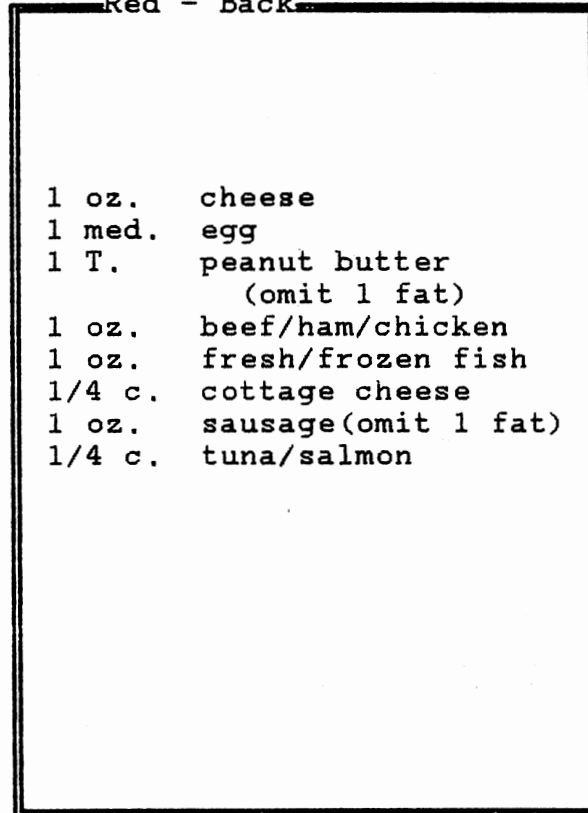 Red - Back
1 oz. cheese
1 med. egg
1 T. peanut butter
(omit 1 fat)
1 oz. beef/ham/chicken
1 oz. fresh/frozen fish
1/4 c. cottage cheese
1 oz. sausage(omit 1 fat)
1/4 c. tuna/salmon